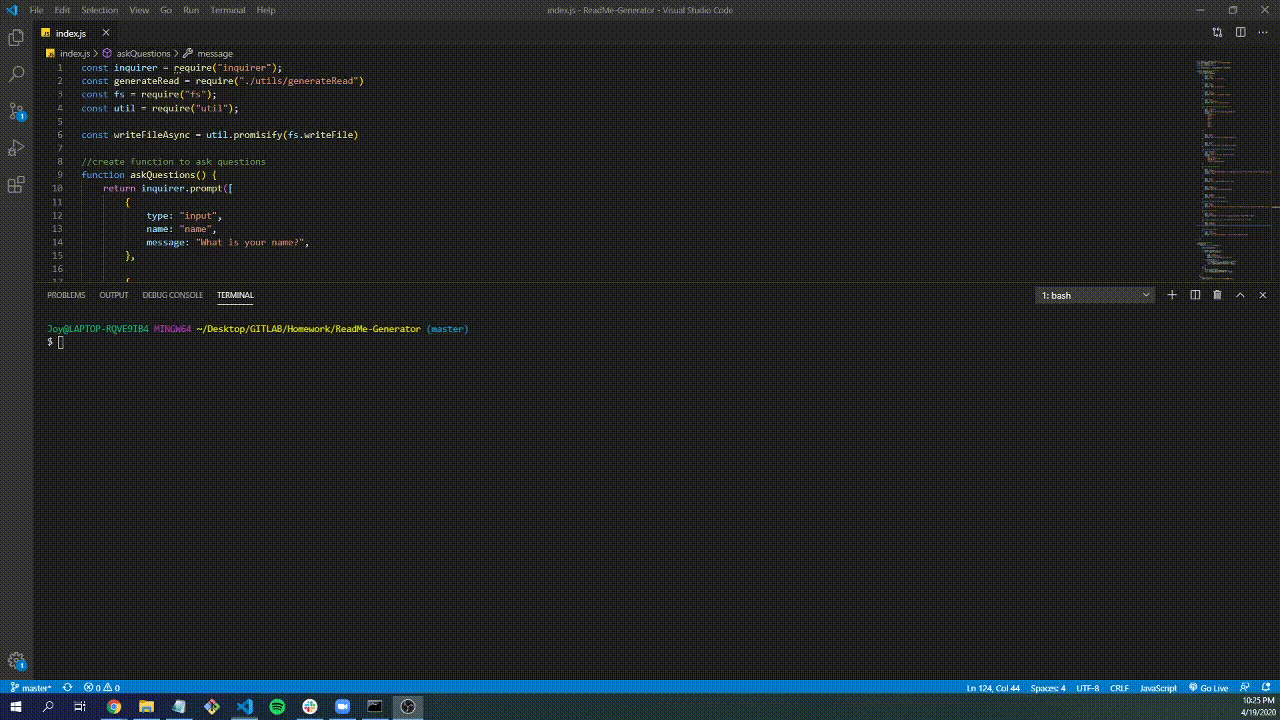 File Edit Selection View Go Run Terminal Help index.js - ReadMe-Generator - Visual Studio Code
index.js
index.js > askQuestions > message
1 const inquirer = require("inquirer");
2 const generateRead = require("./utils/generateRead")
3 const fs = require("fs");
4 const util = require("util");
5
6 const writeFileAsync = util.promisify(fs.writeFile)
7
8 //create function to ask questions
9 function askQuestions() {
10 return inquirer.prompt([
11 {
12 type: "input",
13 name: "name",
14 message: "What is your name?",
15 },
16
17 {
PROBLEMS OUTPUT DEBUG CONSOLE TERMINAL 1: bash
Joy@LAPTOP-RQVE9IB4 MINGW64 ~/Desktop/GITLAB/Homework/ReadMe-Generator (master)
$
master* 0 0 Ln 124, Col 44 Spaces: 4 UTF-8 CRLF JavaScript Go Live
10:25 PM
4/19/2020